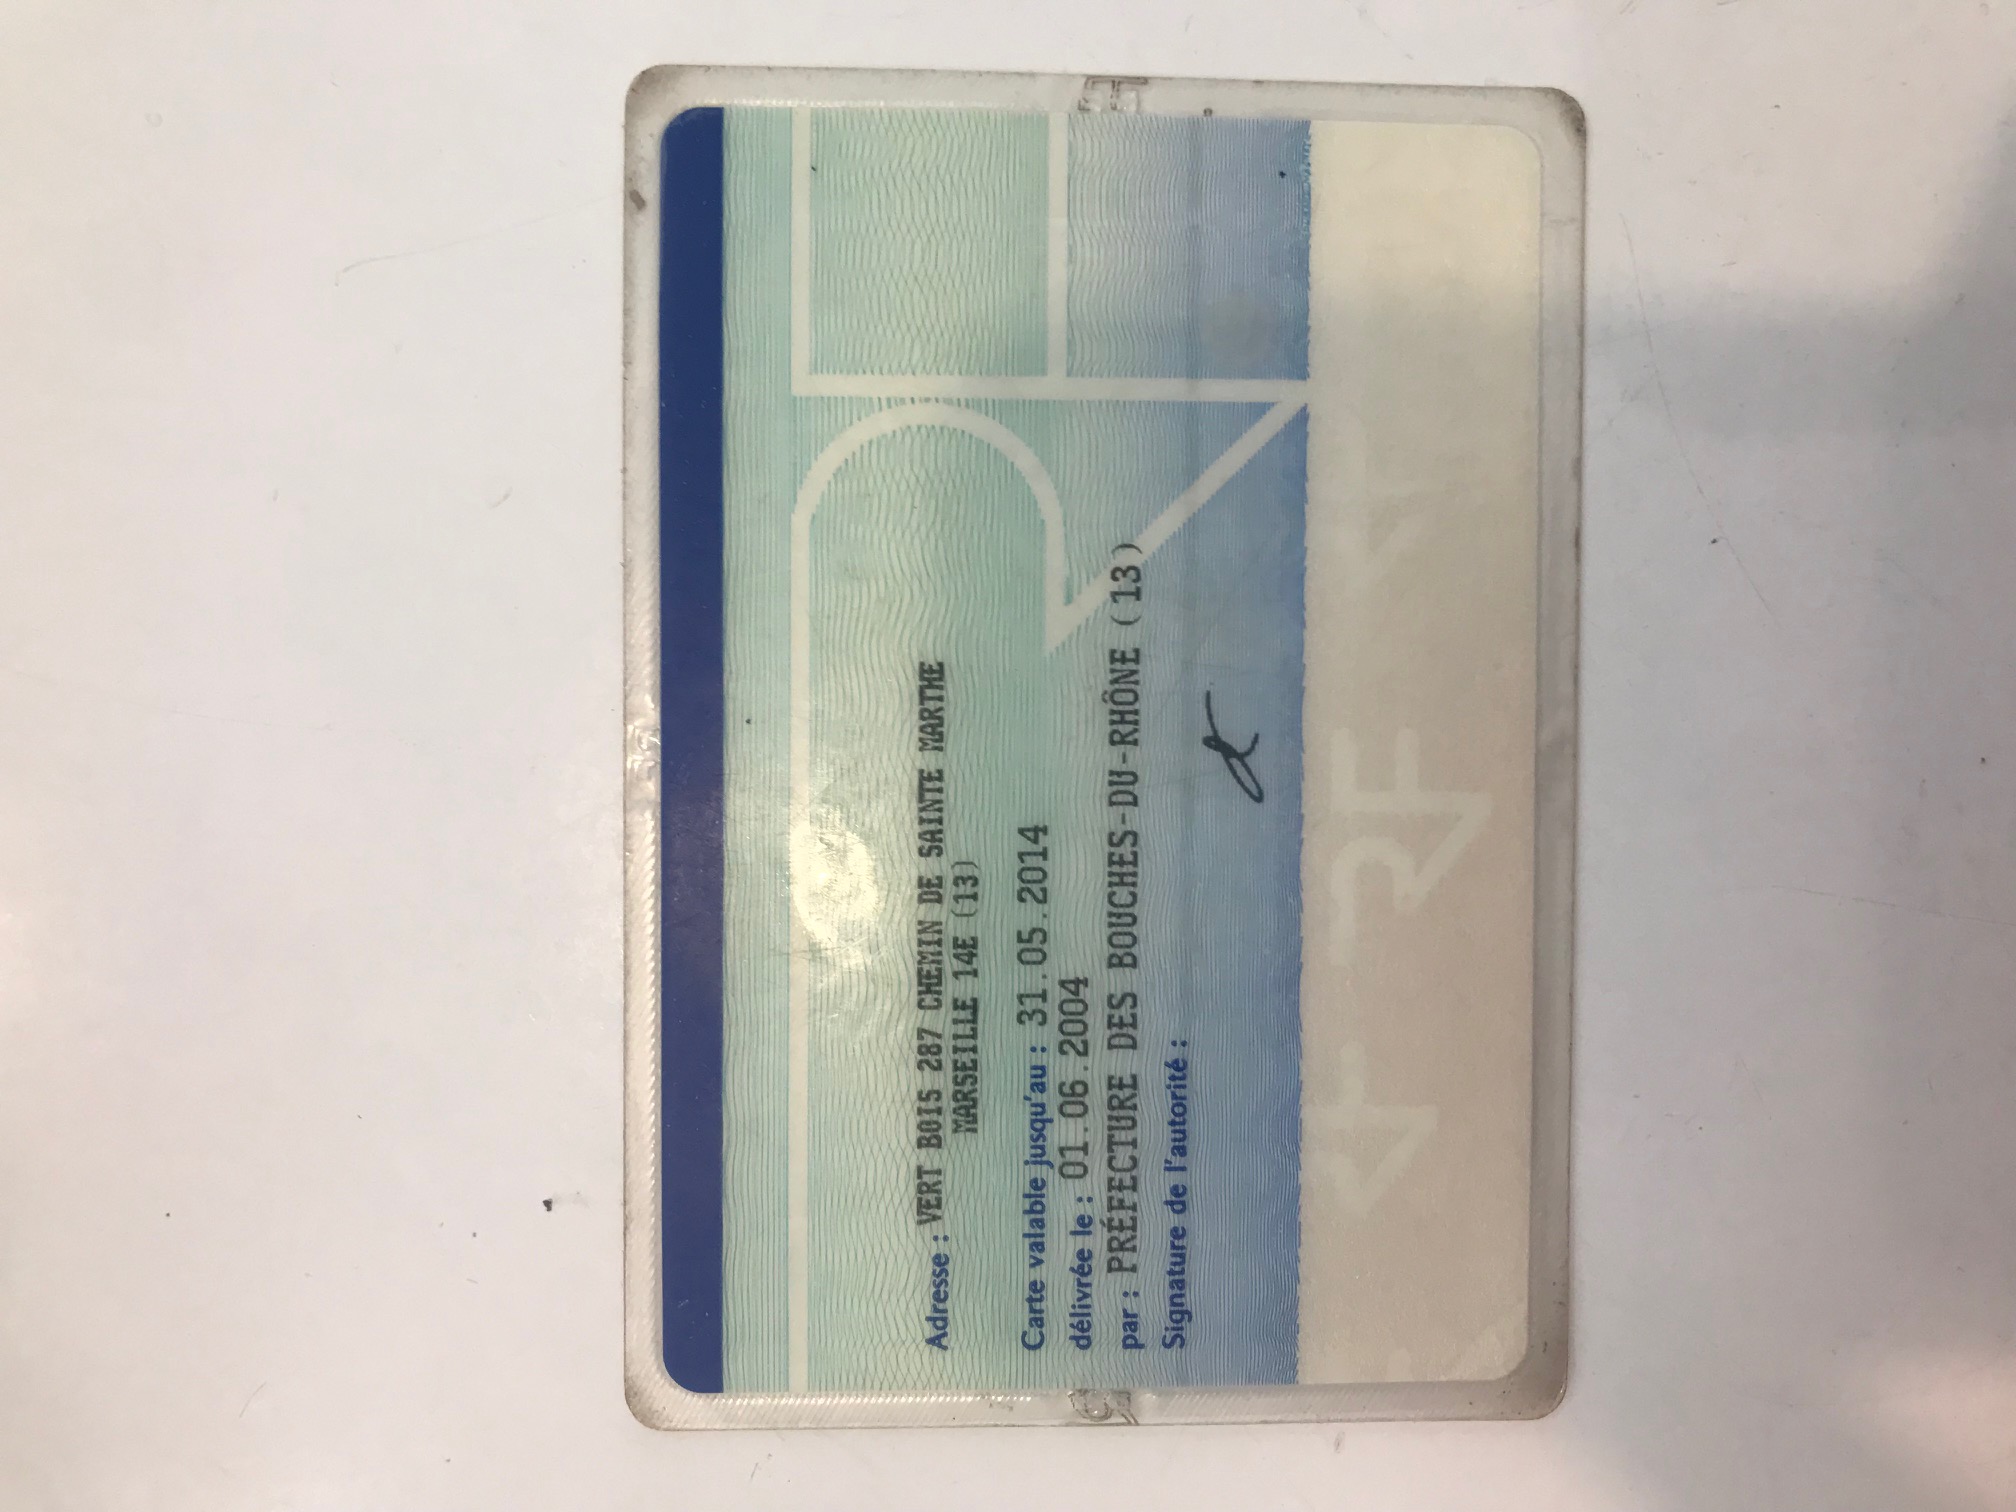 Adresse : VERT BOIS 287 CHEMIN DE SAINTE MARTHE
MARSEILLE 14E (13)
Carte valable jusqu'au : 31.05.2014
délivrée le : 01.06.2004
par : PRÉFECTURE DES BOUCHES-DU-RHÔNE (13)
Signature de l'autorité :
RF